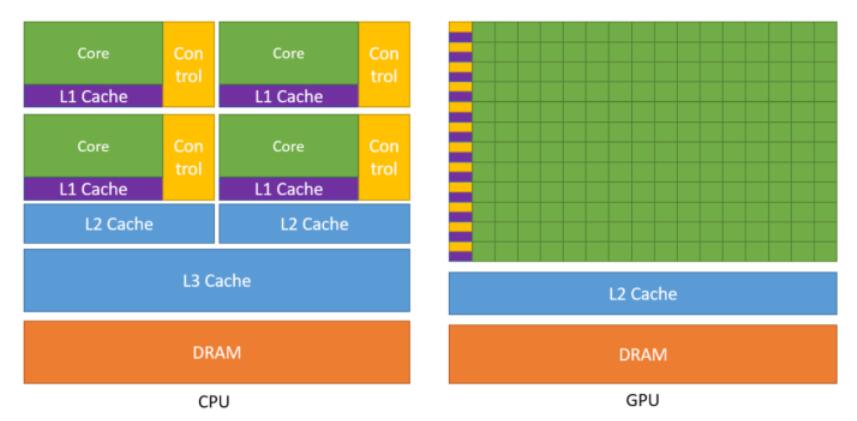 Core
Con
trol
L1 Cache
Core
Con
trol
L1 Cache
Core
Con
trol
L1 Cache
Core
Con
trol
L1 Cache
L2 Cache
L2 Cache
L3 Cache
DRAM
CPU
L2 Cache
DRAM
GPU